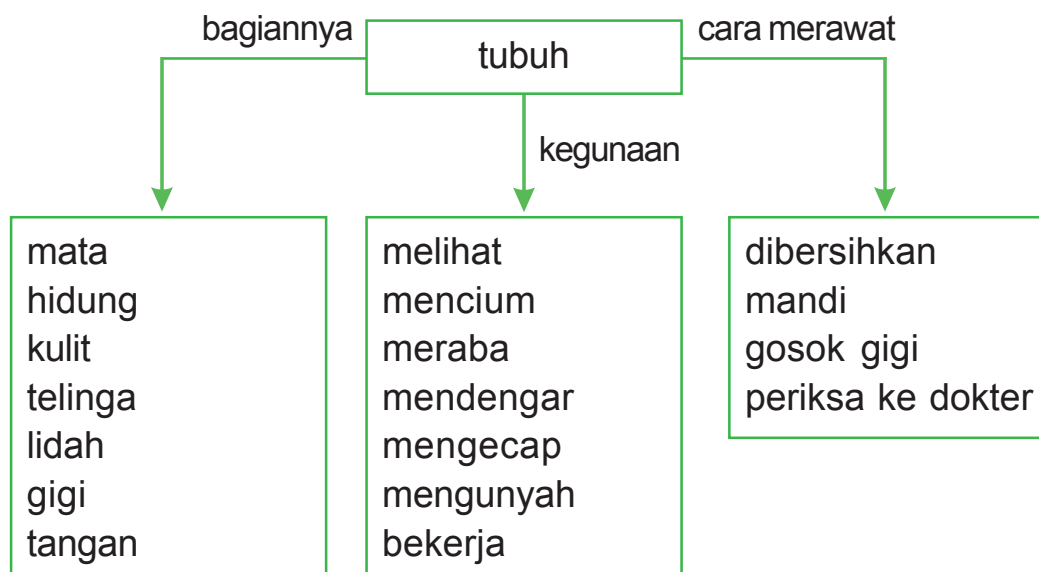 bagiannya
tubuh
cara merawat
kegunaan
mata
hidung
kulit
telinga
lidah
gigi
tangan
melihat
mencium
meraba
mendengar
mengecap
mengunyah
bekerja
dibersihkan
mandi
gosok gigi
periksa ke dokter